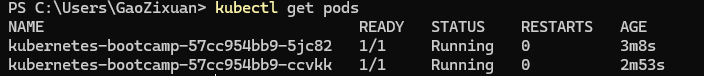 PS C:\Users\GaoZixuan> kubectl get pods
NAME READY STATUS RESTARTS AGE
kubernetes-bootcamp-57cc954bb9-5jc82 1/1 Running 0 3m8s
kubernetes-bootcamp-57cc954bb9-ccvkk 1/1 Running 0 2m53s